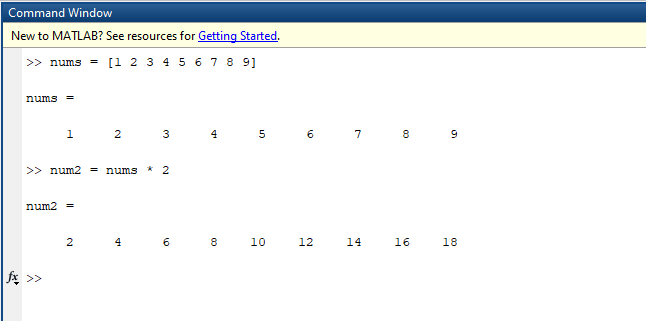 Command Window
New to MATLAB? See resources for Getting Started.
>> nums = [1 2 3 4 5 6 7 8 9]
nums =
1 2 3 4 5 6 7 8 9
>> num2 = nums * 2
num2 =
2 4 6 8 10 12 14 16 18
fx >>